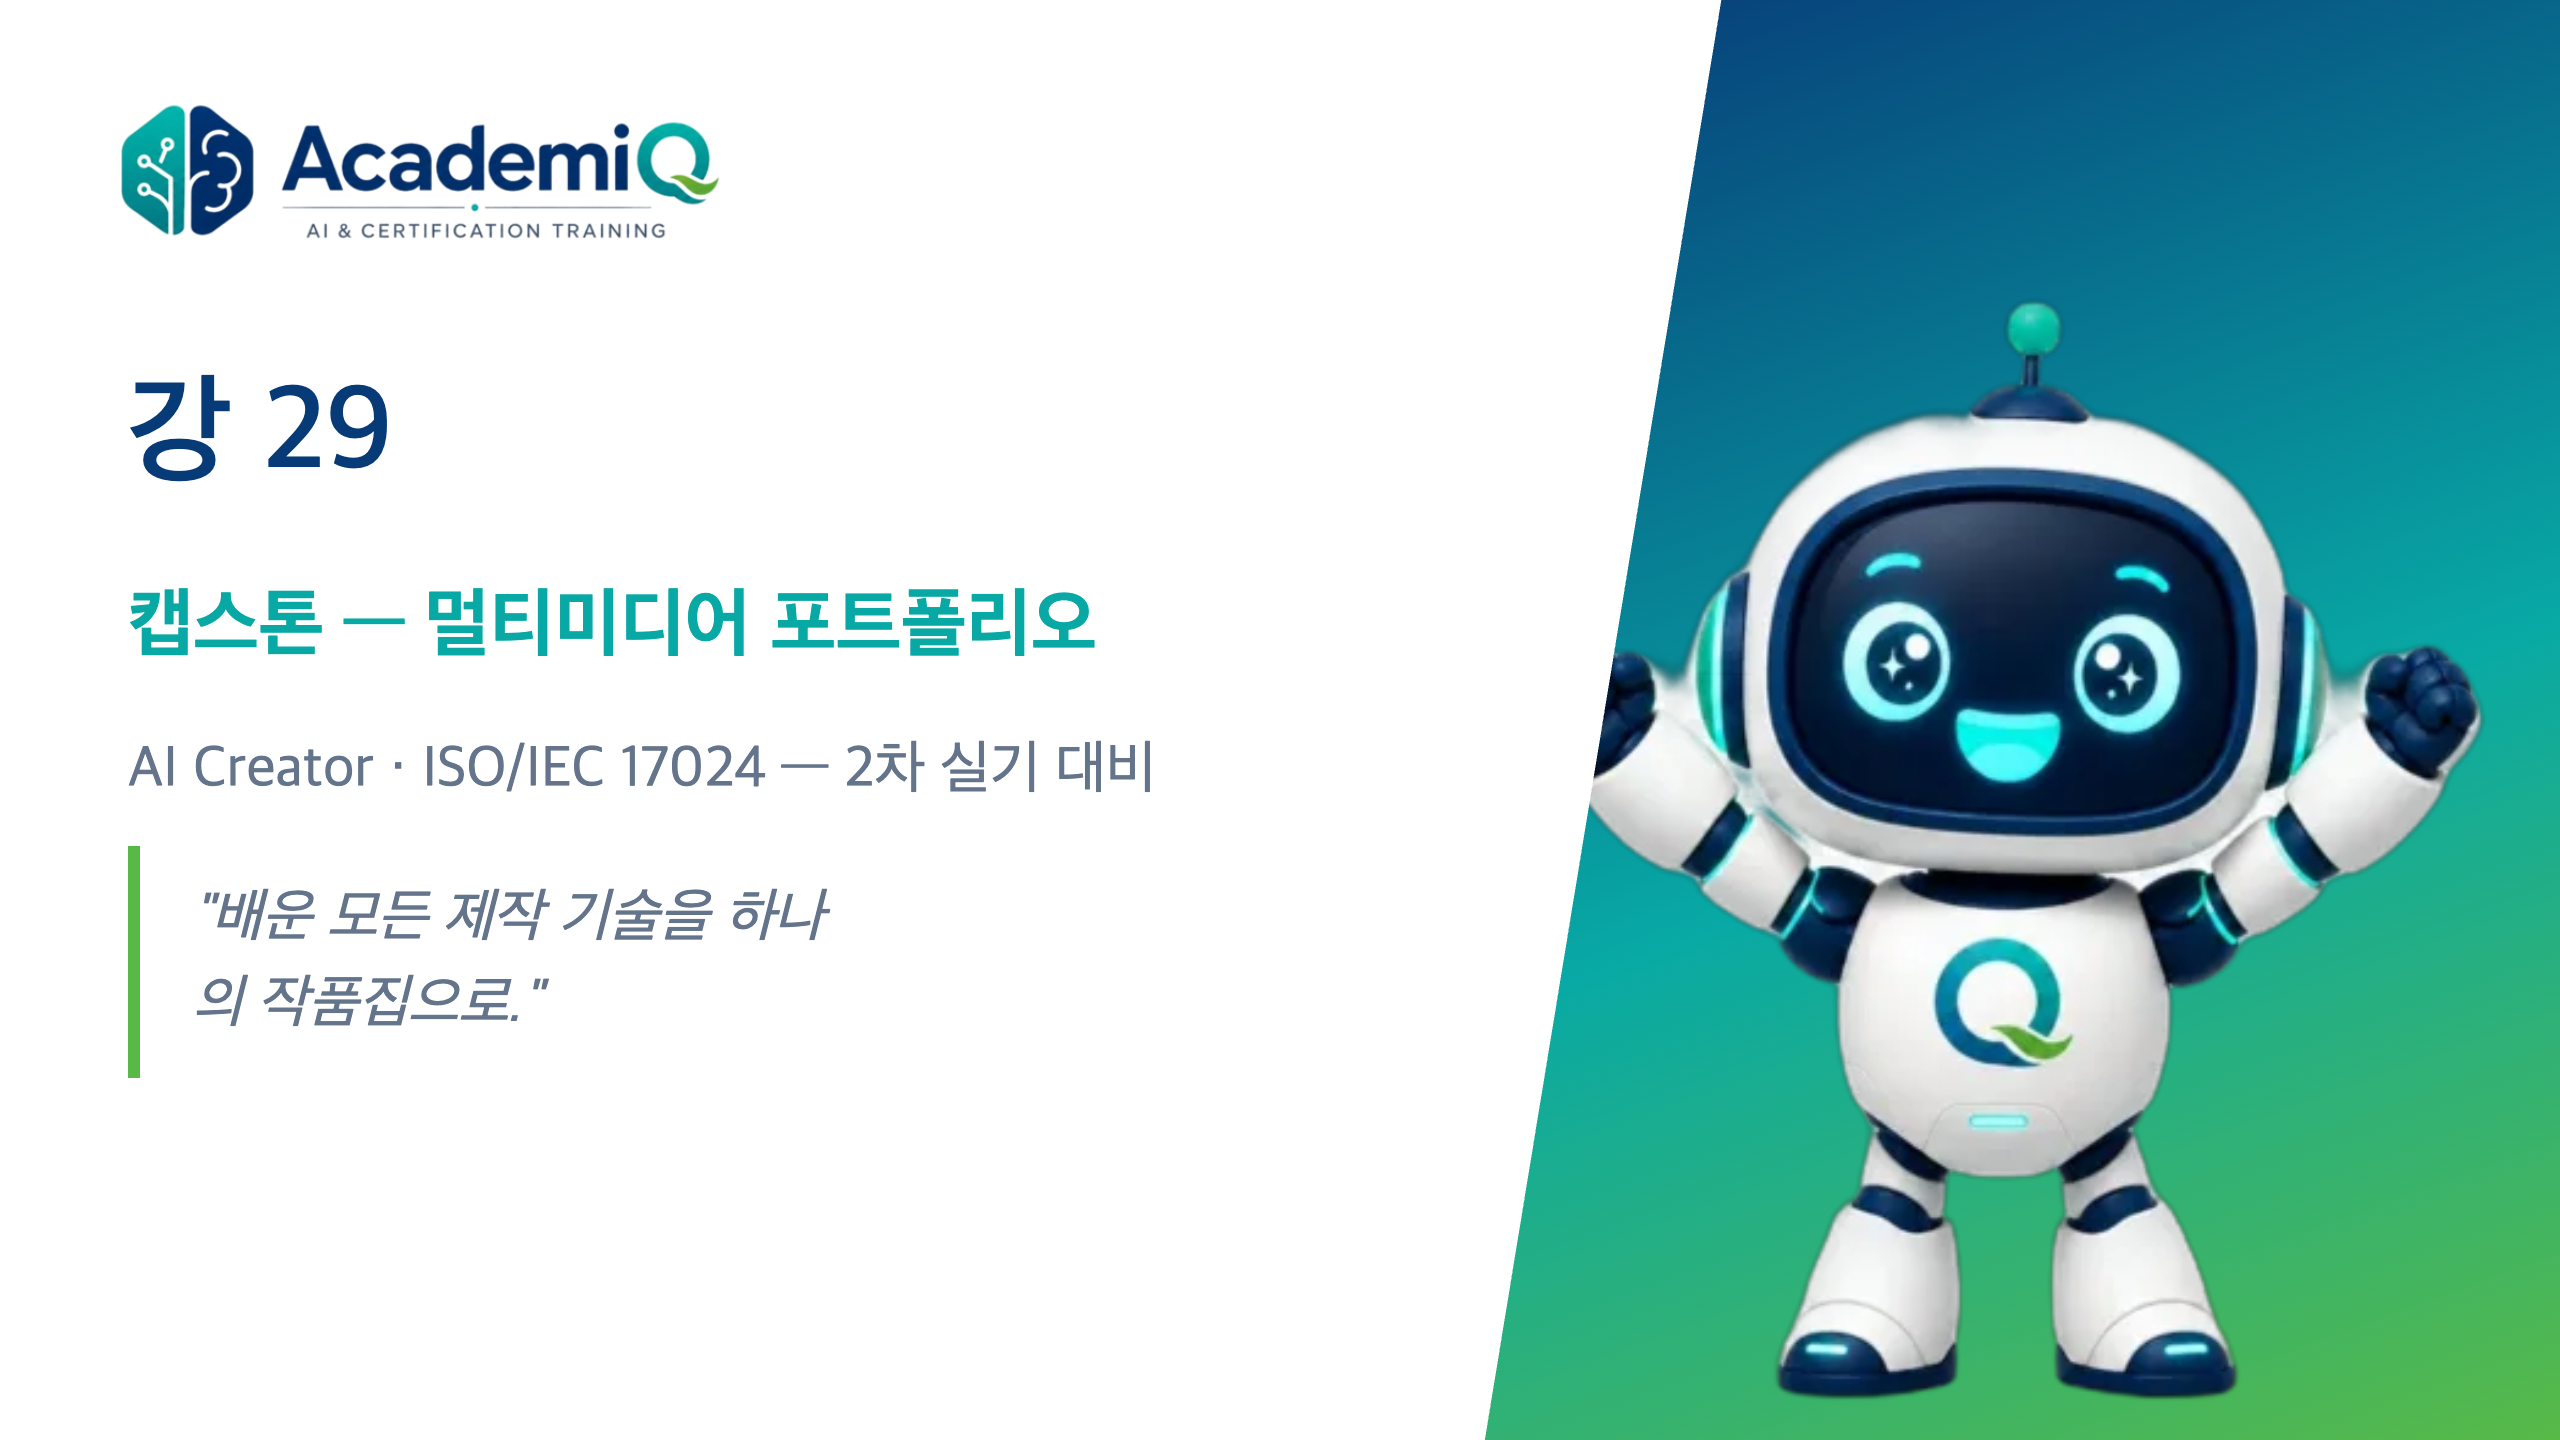 AcademiQ
AI & CERTIFICATION TRAINING
강 29
캡스톤 — 멀티미디어 포트폴리오
AI Creator · ISO/IEC 17024 — 2차 실기 대비
"배운 모든 제작 기술을 하나
의 작품집으로."
Q